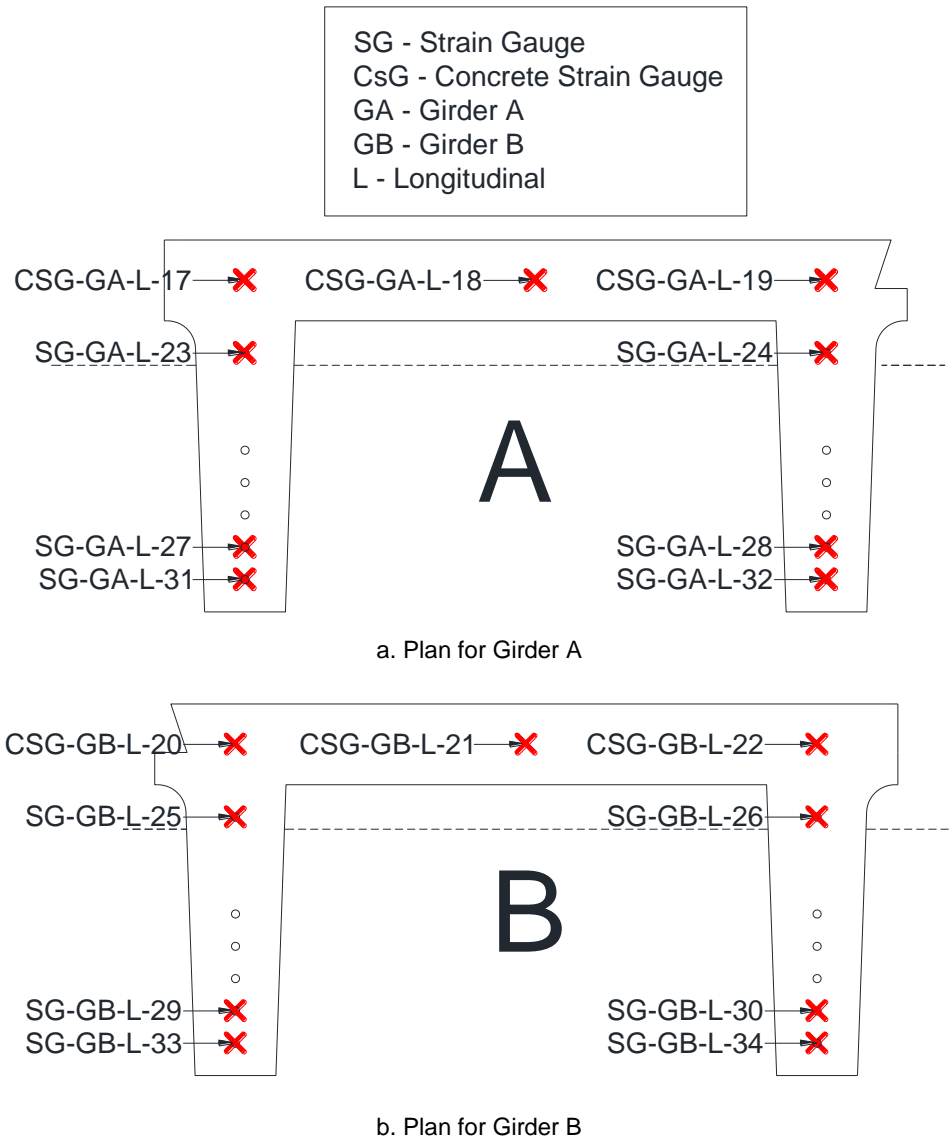 SG - Strain Gauge
CsG - Concrete Strain Gauge
GA - Girder A
GB - Girder B
L - Longitudinal
CSG-GA-L-17 CSG-GA-L-18 CSG-GA-L-19
SG-GA-L-23 SG-GA-L-24
A
SG-GA-L-27 SG-GA-L-28
SG-GA-L-31 SG-GA-L-32
a. Plan for Girder A
CSG-GB-L-20 CSG-GB-L-21 CSG-GB-L-22
SG-GB-L-25 SG-GB-L-26
B
SG-GB-L-29 SG-GB-L-30
SG-GB-L-33 SG-GB-L-34
b. Plan for Girder B